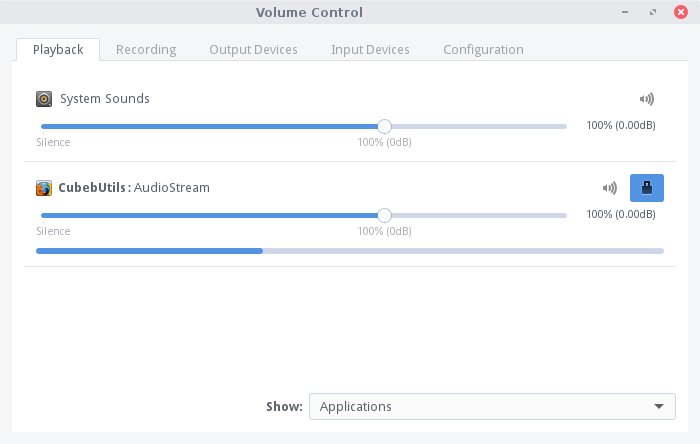 Volume Control
Playback Recording Output Devices Input Devices Configuration
System Sounds
100% (0.00dB)
Silence 100% (0dB)
CubebUtils: AudioStream
100% (0.00dB)
Silence 100% (0dB)
Show: Applications